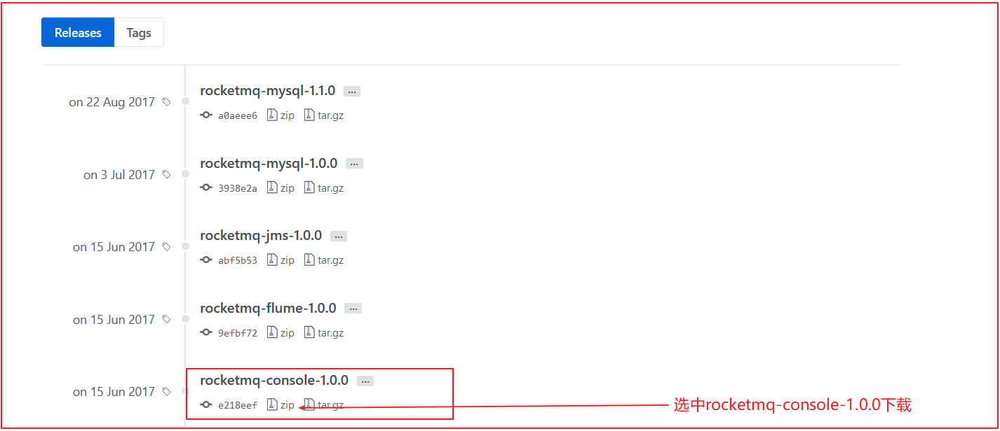 Releases Tags
rocketmq-mysql-1.1.0 ...
on 22 Aug 2017
a0aeee6 zip tar.gz
rocketmq-mysql-1.0.0 ...
on 3 Jul 2017
3938e2a zip tar.gz
rocketmq-jms-1.0.0 ...
on 15 Jun 2017
abf5b53 zip tar.gz
rocketmq-flume-1.0.0 ...
on 15 Jun 2017
9efbf72 zip tar.gz
rocketmq-console-1.0.0 ...
on 15 Jun 2017
e218eef zip tar.gz
选中rocketmq-console-1.0.0下载